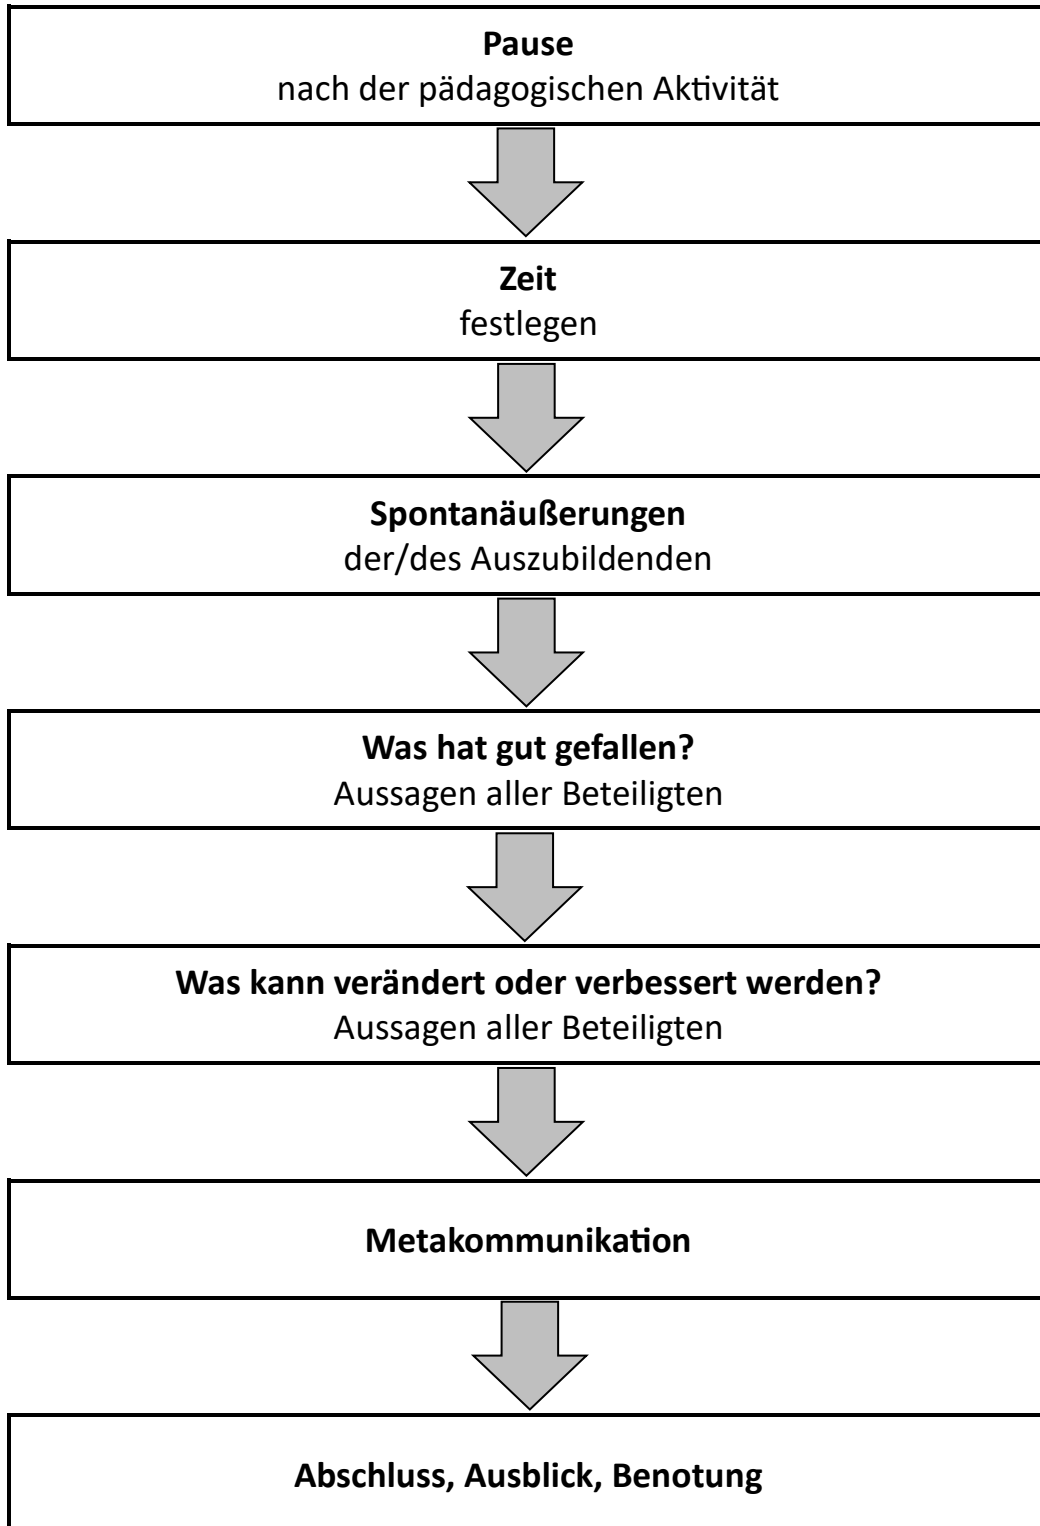 Pause
nach der pädagogischen Aktivität
Zeit
festlegen
Spontanäußerungen
der/des Auszubildenden
Was hat gut gefallen?
Aussagen aller Beteiligten
Was kann verändert oder verbessert werden?
Aussagen aller Beteiligten
Metakommunikation
Abschluss, Ausblick, Benotung